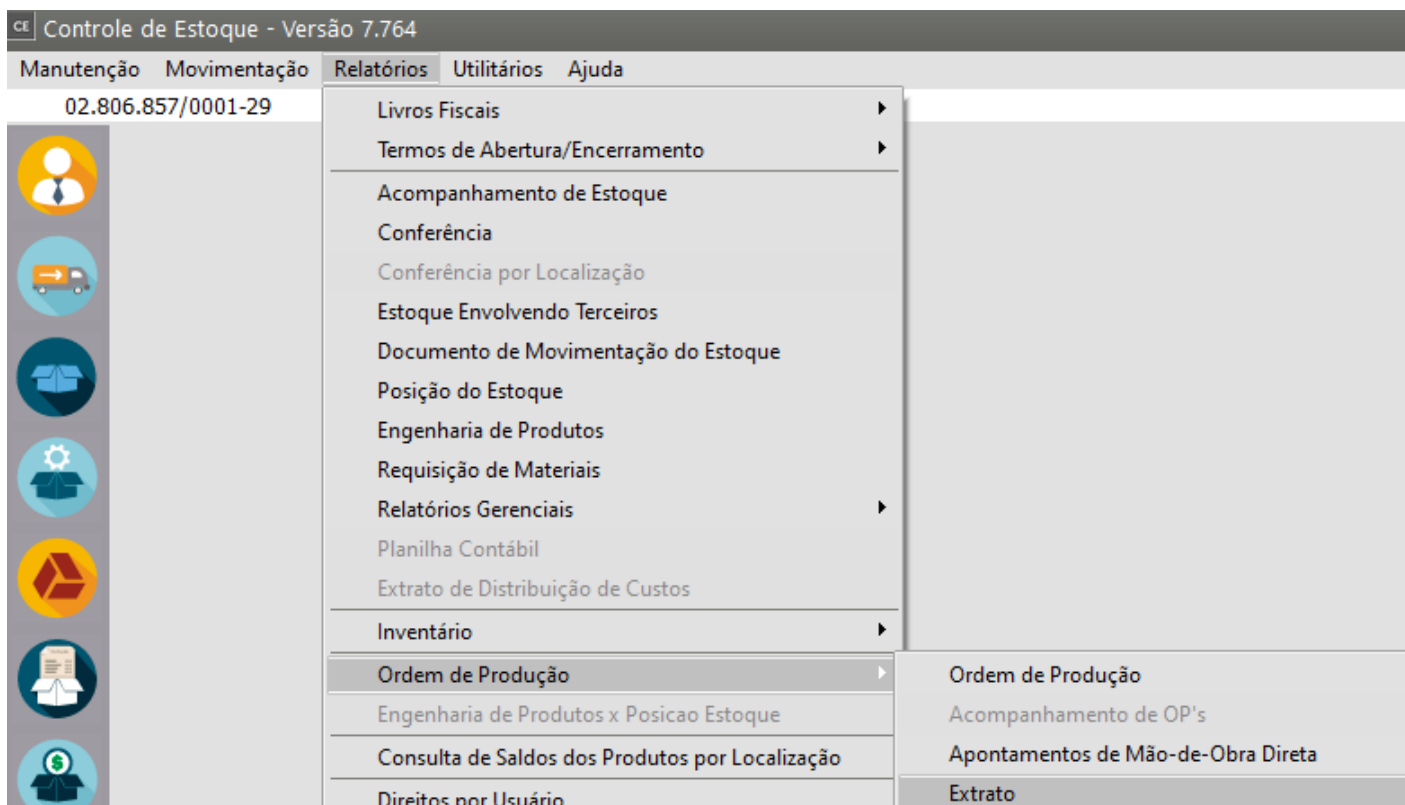 CE Controle de Estoque - Versão 7.764
Manutenção Movimentação Relatórios Utilitários Ajuda
02.806.857/0001-29
Livros Fiscais
Termos de Abertura/Encerramento
Acompanhamento de Estoque
Conferência
Conferência por Localização
Estoque Envolvendo Terceiros
Documento de Movimentação do Estoque
Posição do Estoque
Engenharia de Produtos
Requisição de Materiais
Relatórios Gerenciais
Planilha Contábil
Extrato de Distribuição de Custos
Inventário
Ordem de Produção
Engenharia de Produtos x Posicao Estoque
Consulta de Saldos dos Produtos por Localização
Direitos por Usuário
Ordem de Produção
Acompanhamento de OP's
Apontamentos de Mão-de-Obra Direta
Extrato